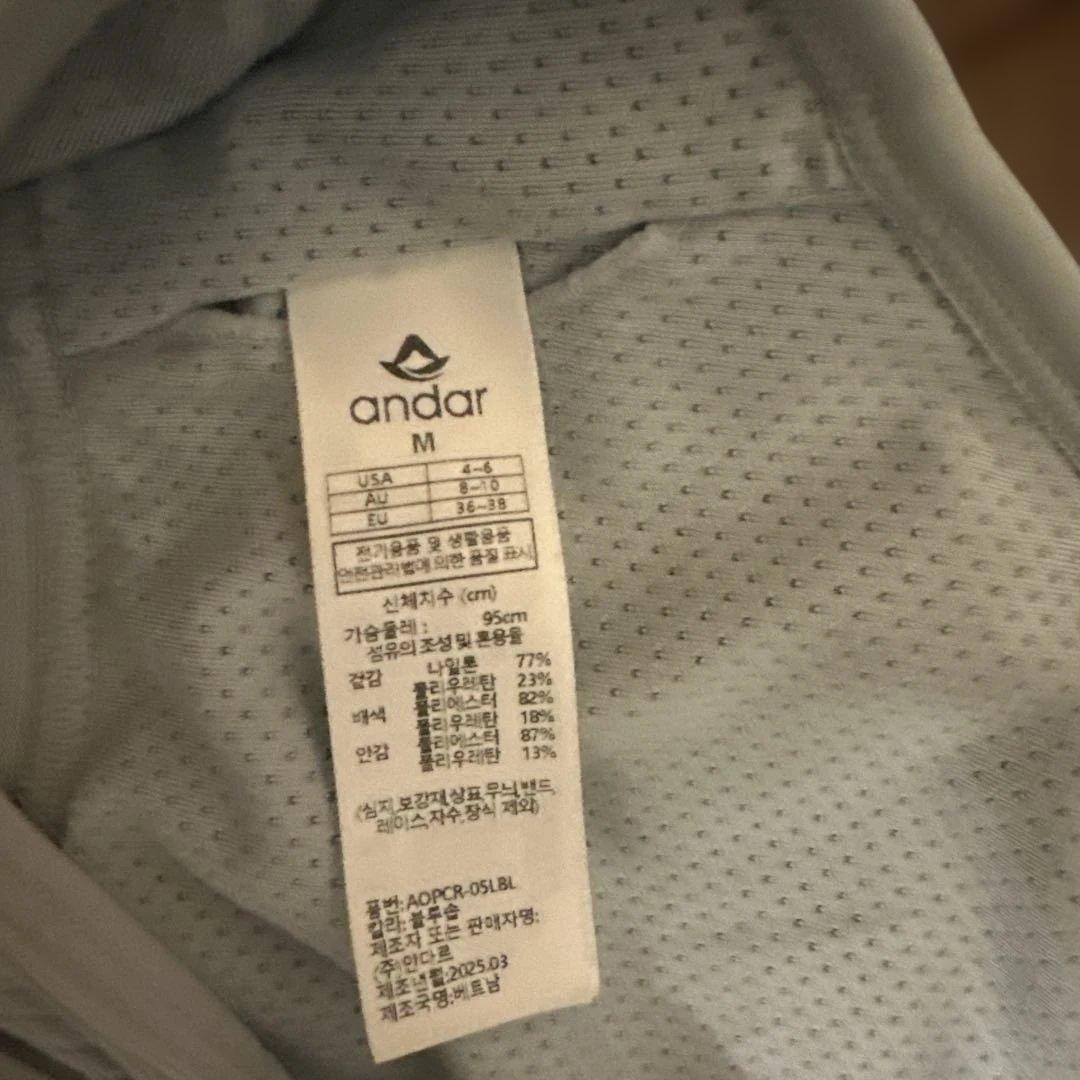 andar
M
USA 4~6
AU 8~10
EU 36~38
전기용품 및 생활용품
안전관리법에 의한 품질 표시
신체치수 (cm)
가슴둘레 : 95cm
섬유의 조성 및 혼용율
겉감 나일론 77%
폴리우레탄 23%
배색 폴리에스터 82%
폴리우레탄 18%
안감 폴리에스터 87%
폴리우레탄 13%
(심지,보강재,상표,무늬,밴드,
레이스,자수,장식 제외)
품번: AOPCR-05LBL
칼라: 블루숍
제조자 또는 판매자명:
(주)안다르
제조년월:2025.03
제조국명:베트남